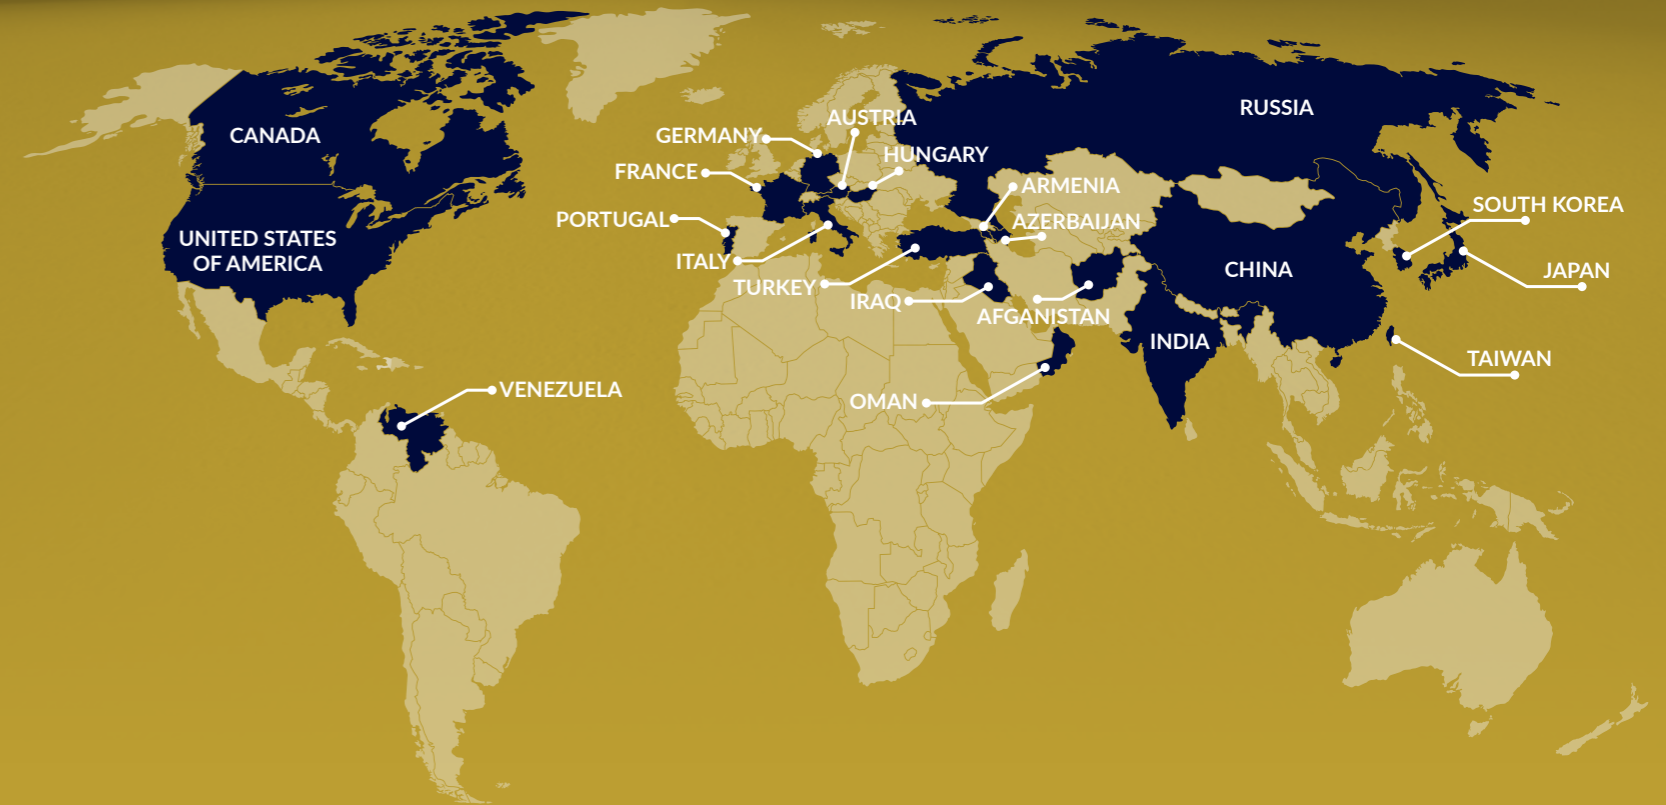 CANADA
UNITED STATES
OF AMERICA
VENEZUELA
GERMANY
FRANCE
PORTUGAL
ITALY
TURKEY
IRAQ
OMAN
AUSTRIA
HUNGARY
ARMENIA
AZERBAIJAN
AFGANISTAN
RUSSIA
CHINA
INDIA
SOUTH KOREA
JAPAN
TAIWAN